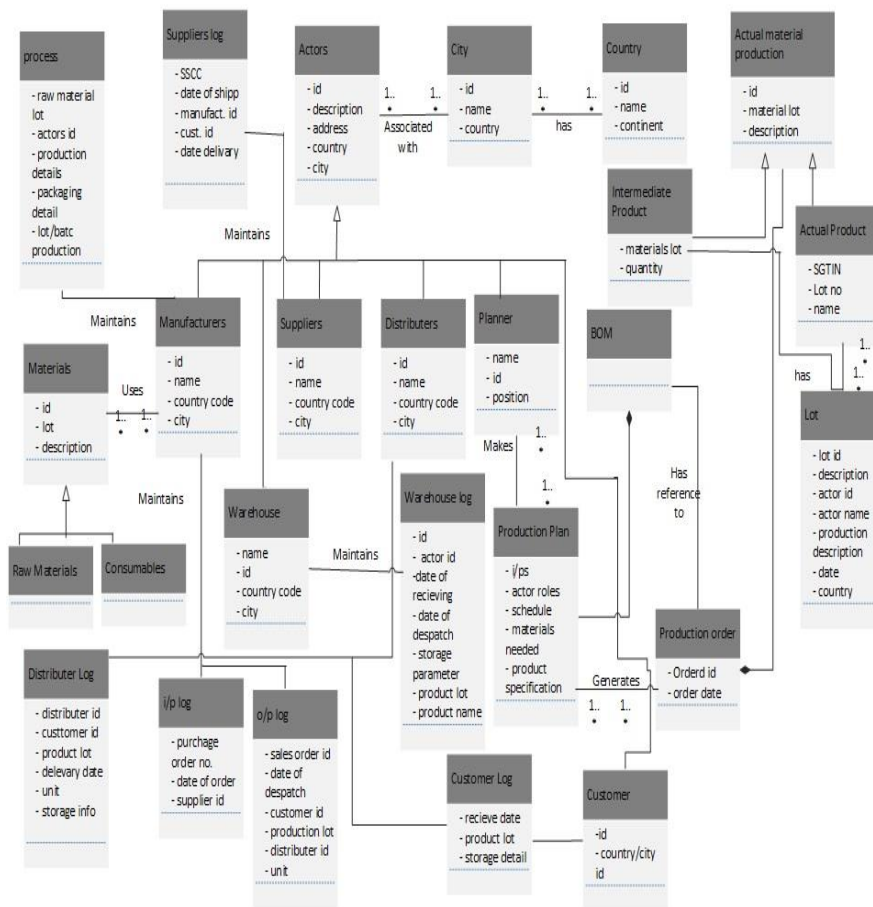 process
- raw material
lot
- actors id
- production
details
- packaging
detail
- lot/batc
production
Suppliers log
- SSCC
- date of shipp
- manufact. id
- cust. id
- date delivary
Actors
- id
- description
- address
- country
- city
1..
*
1..
*
Associated
with
City
- id
- name
- country
1..
*
1..
*
has
Country
- id
- name
- continent
Actual material
production
- id
- material lot
- description
Intermediate
Product
- materials lot
- quantity
Actual Product
- SGTIN
- Lot no
- name
Maintains
Maintains
Manufacturers
- id
- name
- country code
- city
Suppliers
- id
- name
- country code
- city
Distributers
- id
- name
- country code
- city
Planner
- name
- id
- position
BOM
1..
*
1..
*
has
Lot
- lot id
- description
- actor id
- actor name
- production
description
- date
- country
Materials
- id
- lot
- description
Uses
1..
*
1..
*
Makes
1..
*
1..
*
Has
reference
to
Maintains
Raw Materials
Consumables
Warehouse
- name
- id
- country code
- city
Maintains
Warehouse log
- id
- actor id
-date of
recieving
- date of
despatch
- storage
parameter
- product lot
- product name
Production Plan
- i/ps
- actor roles
- schedule
- materials
needed
- product
specification
Generates
1..
*
1..
*
Production order
- Orderd id
- order date
Distributer Log
- distributer id
- custtomer id
- product lot
- delevary date
- unit
- storage info
i/p log
- purchage
order no.
- date of order
- supplier id
o/p log
- sales order id
- date of
despatch
- customer id
- production lot
- distributer id
- unit
Customer Log
- recieve date
- product lot
- storage detail
Customer
-id
- country/city
id